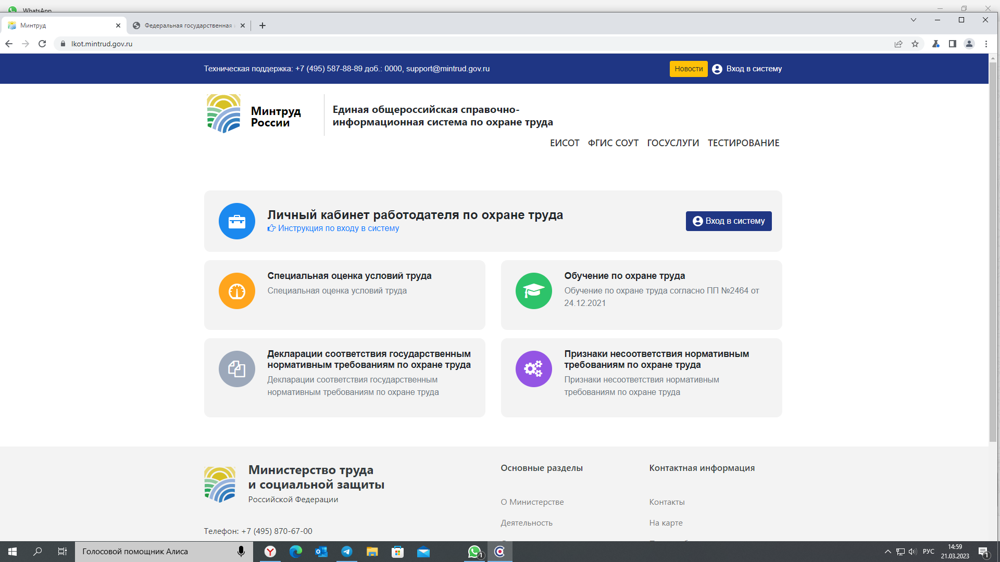 WhatsApp
Минтруд
Федеральная государственная
lkot.mintrud.gov.ru
Техническая поддержка: +7 (495) 587-88-89 доб.: 0000, support@mintrud.gov.ru
Новости
Вход в систему
Минтруд
России
Единая общероссийская справочно-
информационная система по охране труда
ЕИСОТ ФГИС СОУТ ГОСУСЛУГИ ТЕСТИРОВАНИЕ
Личный кабинет работодателя по охране труда
Инструкция по входу в систему
Вход в систему
Специальная оценка условий труда
Специальная оценка условий труда
Обучение по охране труда
Обучение по охране труда согласно ПП №2464 от
24.12.2021
Декларации соответствия государственным
нормативным требованиям по охране труда
Декларации соответствия государственным
нормативным требованиям по охране труда
Признаки несоответствия нормативным
требованиям по охране труда
Признаки несоответствия нормативным
требованиям по охране труда
Министерство труда
и социальной защиты
Российской Федерации
Телефон: +7 (495) 870-67-00
Основные разделы
О Министерстве
Деятельность
Контактная информация
Контакты
На карте
Голосовой помощник Алиса
1
РУС
14:59
21.03.2023
1